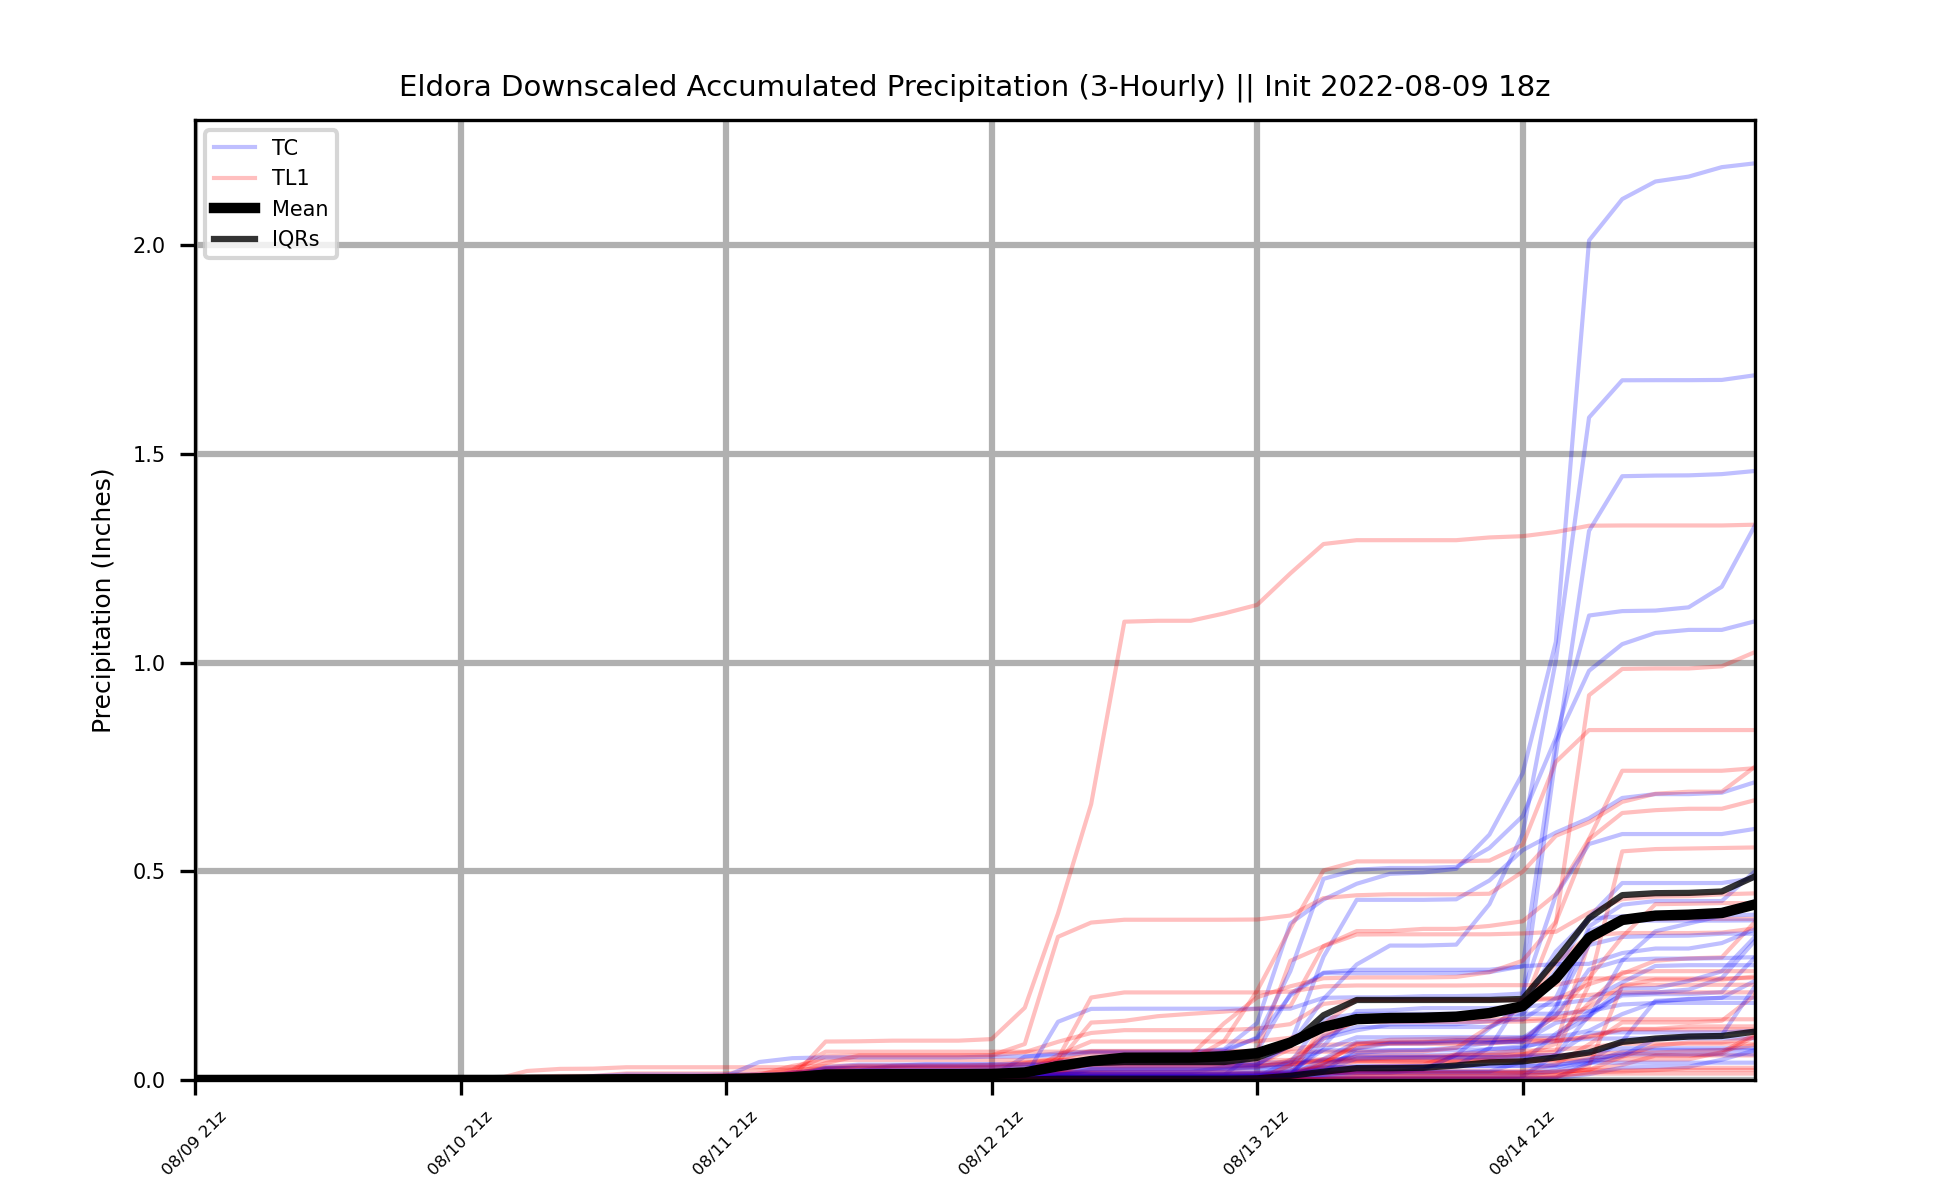 Eldora Downscaled Accumulated Precipitation (3-Hourly) || Init 2022-08-09 18z
TC
TL1
Mean
IQRs
Precipitation (Inches)
2.0
1.5
1.0
0.5
0.0
08/09 21z
08/10 21z
08/11 21z
08/12 21z
08/13 21z
08/14 21z